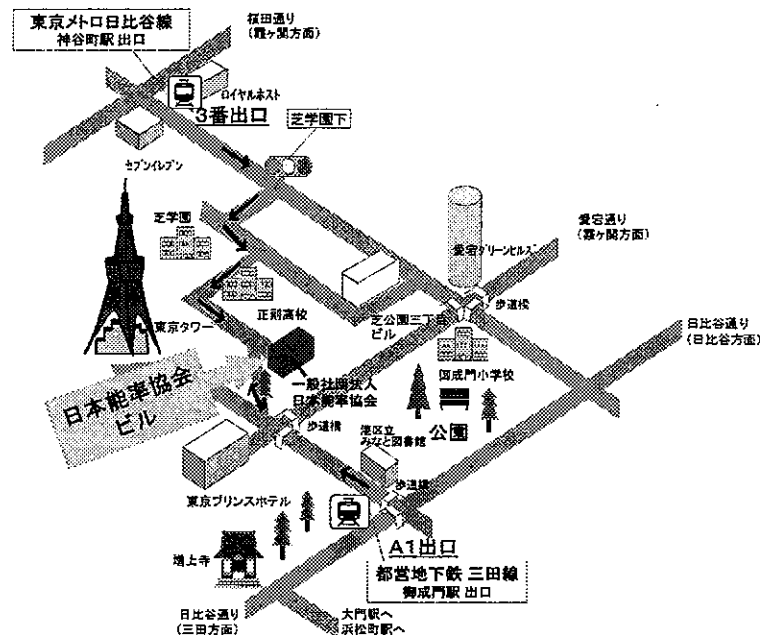 東京メトロ日比谷線
神谷町駅 出口
桜田通り
(霞ヶ関方面)
ロイヤルホスト
3番出口
芝学園下
セブンイレブン
芝学園
愛宕通り
(霞ヶ関方面)
愛宕グリーンヒルズ
正則高校
東京タワー
芝公園三丁目
ビル
歩道橋
日比谷通り
(日比谷方面)
御成門小学校
一般社団法人
日本能率協会
日本能率協会
ビル
公園
歩道橋
港区立
みなと図書館
歩道橋
東京プリンスホテル
A1出口
増上寺
都営地下鉄 三田線
御成門駅 出口
日比谷通り
(三田方面)
大門駅へ
浜松町駅へ